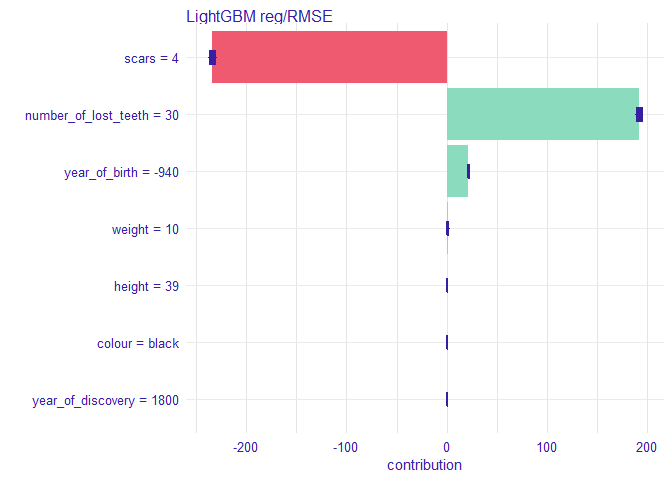 LightGBM reg/RMSE
scars = 4
number_of_lost_teeth = 30
year_of_birth = -940
weight = 10
height = 39
colour = black
year_of_discovery = 1800
-200 -100 0 100 200
contribution